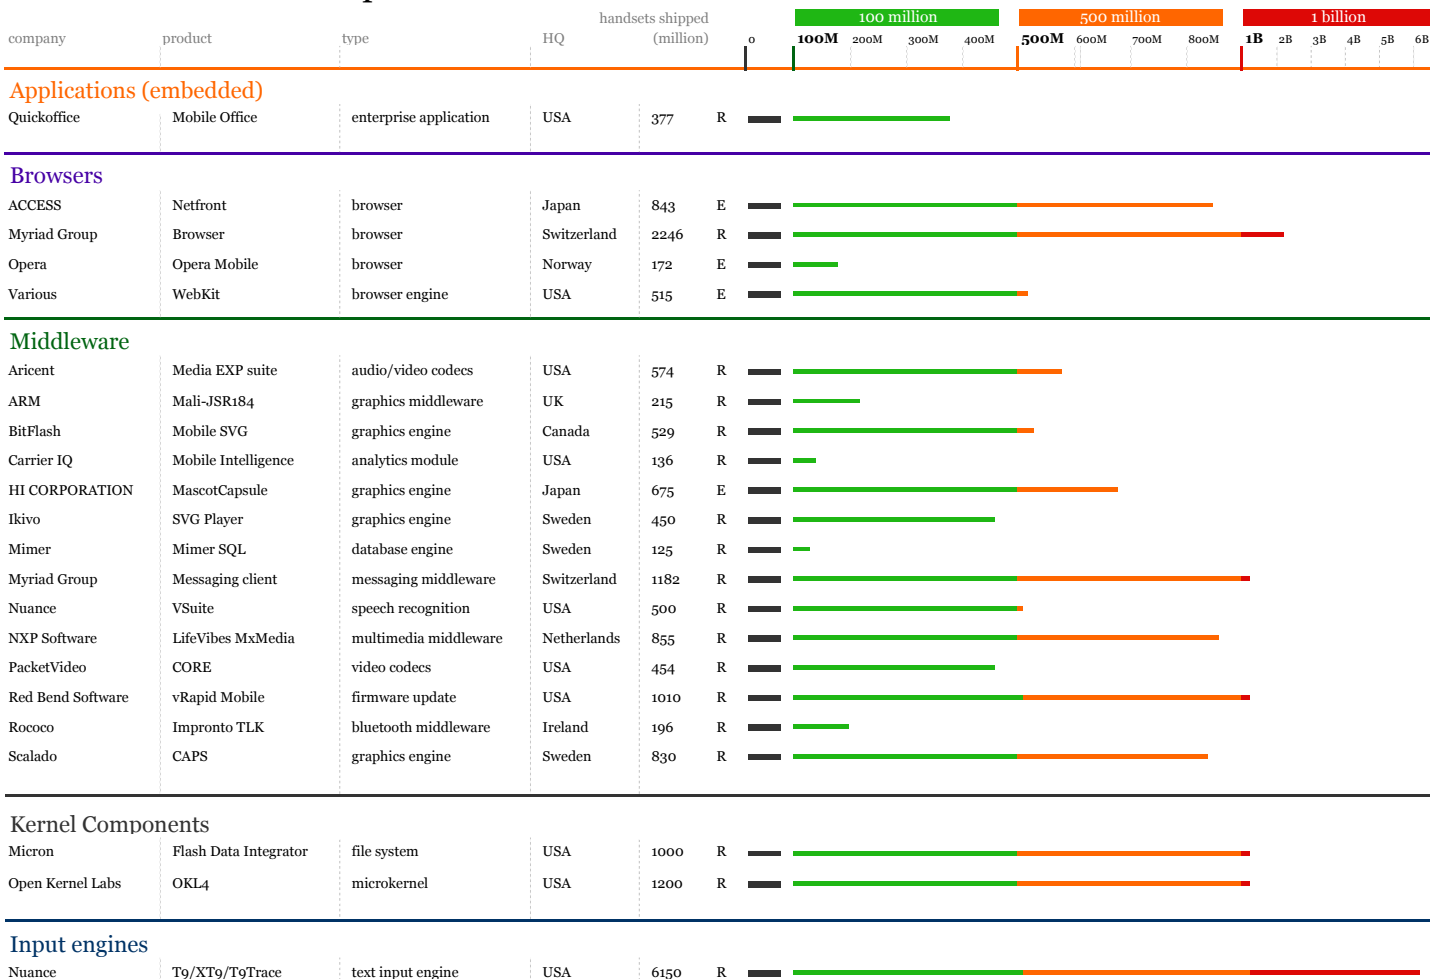 handsets shipped 100 million 500 million 1 billion
company product type HQ (million) 0 100M 200M 300M 400M 500M 600M 700M 800M 1B 2B 3B 4B 5B 6B
Applications (embedded)
Quickoffice Mobile Office enterprise application USA 377 R
Browsers
ACCESS Netfront browser Japan 843 E
Myriad Group Browser browser Switzerland 2246 R
Opera Opera Mobile browser Norway 172 E
Various WebKit browser engine USA 515 E
Middleware
Aricent Media EXP suite audio/video codecs USA 574 R
ARM Mali-JSR184 graphics middleware UK 215 R
BitFlash Mobile SVG graphics engine Canada 529 R
Carrier IQ Mobile Intelligence analytics module USA 136 R
HI CORPORATION MascotCapsule graphics engine Japan 675 E
Ikivo SVG Player graphics engine Sweden 450 R
Mimer Mimer SQL database engine Sweden 125 R
Myriad Group Messaging client messaging middleware Switzerland 1182 R
Nuance VSuite speech recognition USA 500 R
NXP Software LifeVibes MxMedia multimedia middleware Netherlands 855 R
PacketVideo CORE video codecs USA 454 R
Red Bend Software vRapid Mobile firmware update USA 1010 R
Rococo Impronto TLK bluetooth middleware Ireland 196 R
Scalado CAPS graphics engine Sweden 830 R
Kernel Components
Micron Flash Data Integrator file system USA 1000 R
Open Kernel Labs OKL4 microkernel USA 1200 R
Input engines
Nuance T9/XT9/T9Trace text input engine USA 6150 R